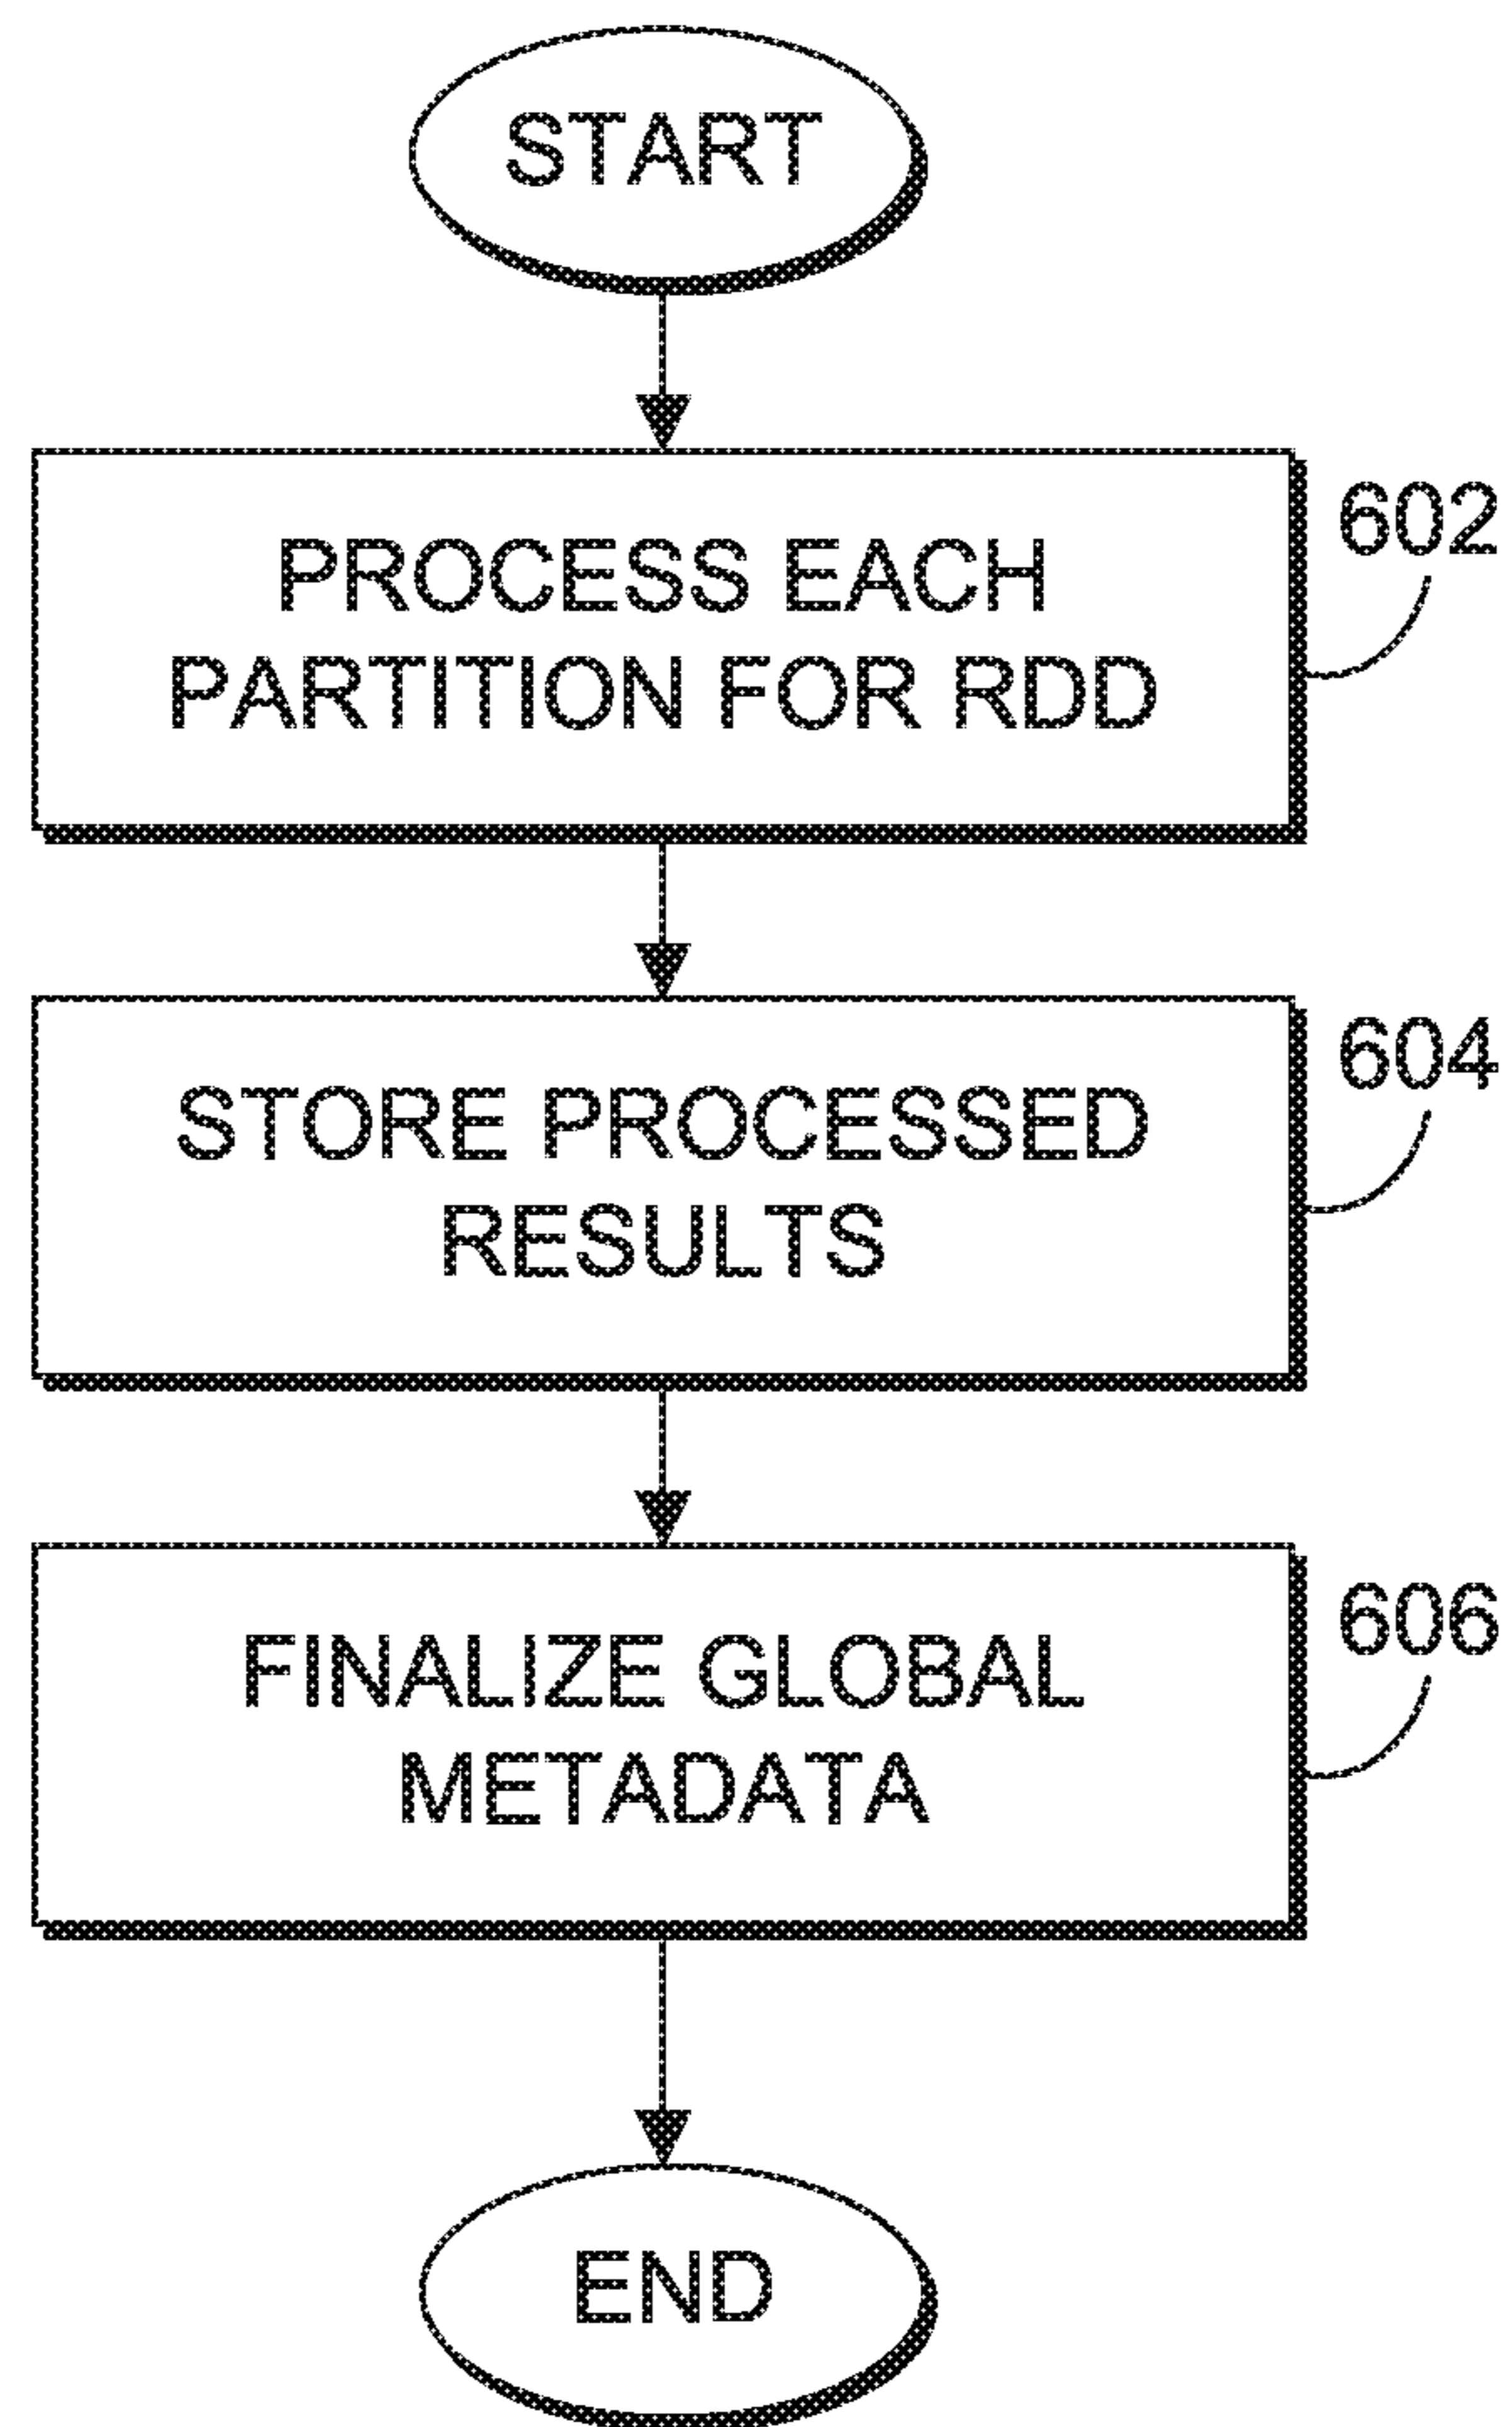 START
PROCESS EACH
PARTITION FOR RDD
602
STORE PROCESSED
RESULTS
604
FINALIZE GLOBAL
METADATA
606
END